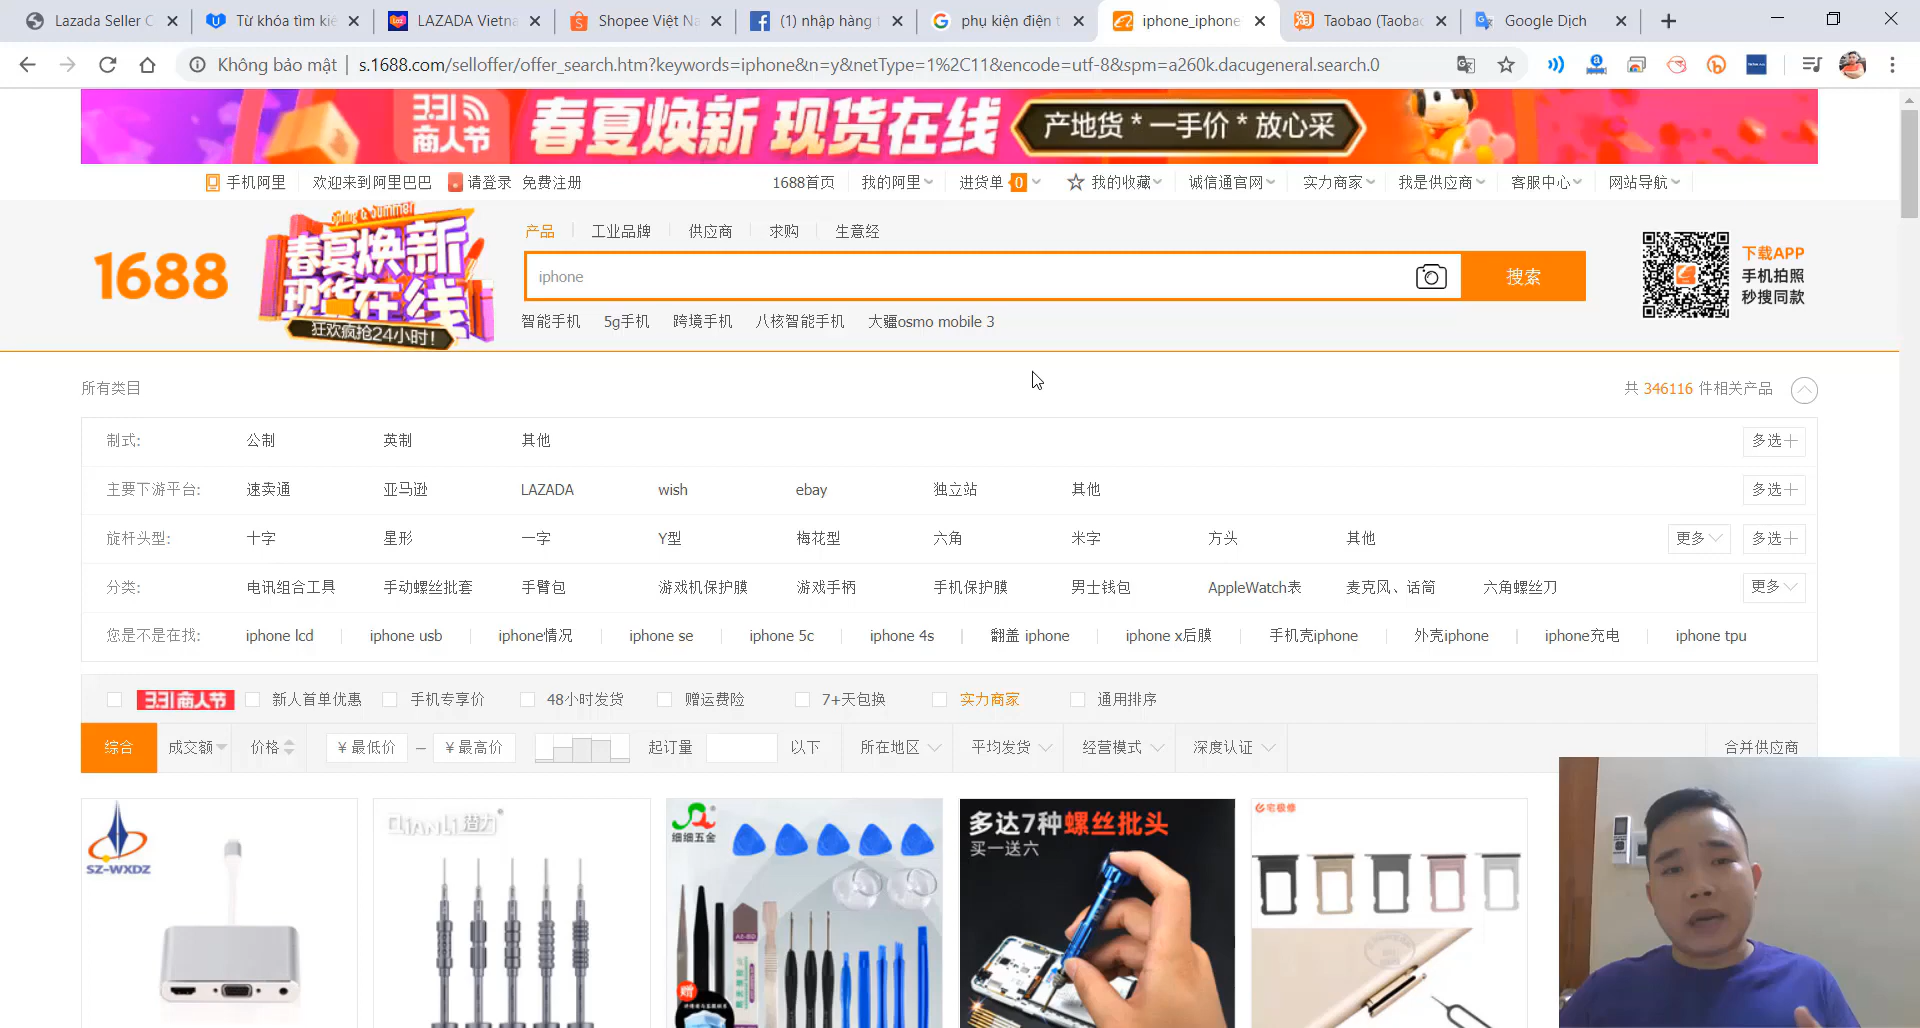 Lazada Seller C
Từ khóa tìm kiế
LAZADA Vietna
Shopee Việt Na
(1) nhập hàng t
phụ kiện điện t
iphone_iphone
Taobao (Taobao
Google Dịch
Không bảo mật | s.1688.com/selloffer/offer_search.htm?keywords=iphone&n=y&netType=1%2C11&encode=utf-8&spm=a260k.dacugeneral.search.0
3.31 商人节 春夏焕新 现货在线 产地货 * 一手价 * 放心采
手机阿里 欢迎来到阿里巴巴 请登录 免费注册 1688首页 我的阿里 进货单 0 我的收藏 诚信通官网 实力商家 我是供应商 客服中心 网站导航
1688
Spring & Summer
春夏焕新
现货在线
狂欢疯抢24小时!
产品 工业品牌 供应商 求购 生意经
iphone
搜索
智能手机 5g手机 跨境手机 八核智能手机 大疆osmo mobile 3
下载APP
手机拍照
秒搜同款
所有类目 共 346116 件相关产品
制式: 公制 英制 其他 多选
主要下游平台: 速卖通 亚马逊 LAZADA wish ebay 独立站 其他 多选
旋杆头型: 十字 星形 一字 Y型 梅花型 六角 米字 方头 其他 更多 多选
分类: 电讯组合工具 手动螺丝批套 手臂包 游戏机保护膜 游戏手柄 手机保护膜 男士钱包 AppleWatch表 麦克风、话筒 六角螺丝刀 更多
您是不是在找: iphone lcd iphone usb iphone情况 iphone se iphone 5c iphone 4s 翻盖 iphone iphone x后膜 手机壳iphone 外壳iphone iphone充电 iphone tpu
3.31商人节 新人首单优惠 手机专享价 48小时发货 赠运费险 7+天包换 实力商家 通用排序
综合 成交额 价格 ¥ 最低价 – ¥ 最高价 起订量 以下 所在地区 平均发货 经营模式 深度认证 合并供应商
SZ-WXDZ
QIANLI 潜力
细细五金
赠
多达7种螺丝批头
买一送六
宅极修